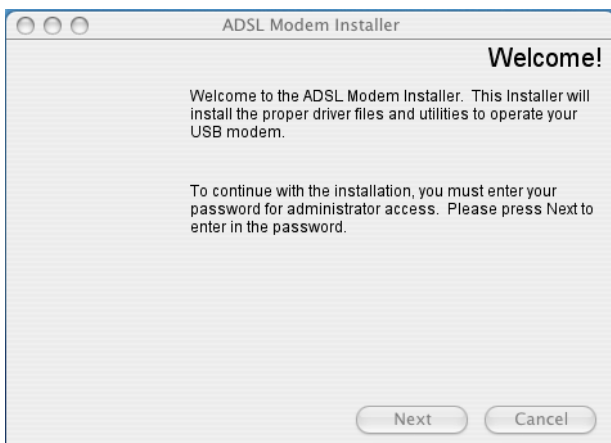 ADSL Modem Installer
Welcome!
Welcome to the ADSL Modem Installer.  This Installer will
install the proper driver files and utilities to operate your
USB modem.
To continue with the installation, you must enter your
password for administrator access.  Please press Next to
enter in the password.
Next
Cancel